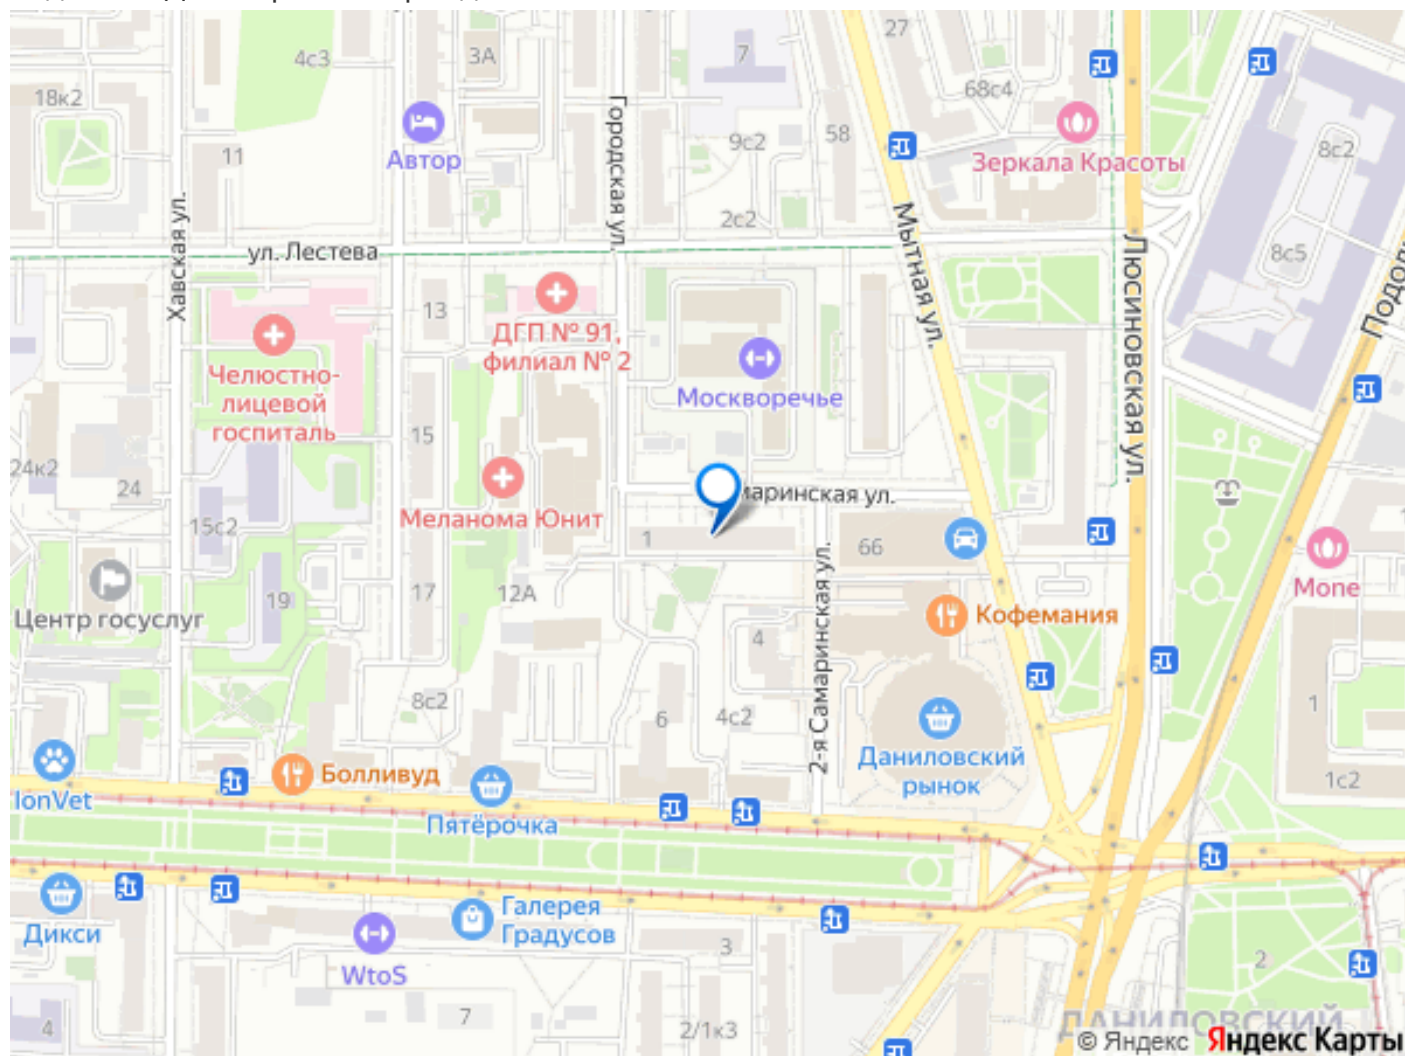 4с3
3А
7
27
68с4
18к2
Автор
Городская ул.
9с2
58
Зеркала Красоты
8с2
11
Хавская ул.
2с2
Мытная ул.
Люсиновская ул.
ул. Лестева
8с5
13
ДГП № 91,
филиал № 2
Челюстно-
лицевой
госпиталь
Москворечье
15
24к2
24
15с2
Меланома Юнит
маринская ул.
1
66
2-я Самаринская ул.
Центр госуслуг
19
17
12А
4
Кофемания
Mone
8с2
6
4с2
1
Даниловский
рынок
1с2
IonVet
Болливуд
Пятёрочка
Дикси
WtoS
Галерея
Градусов
3
2
4
7
2/1к3
ДАНИЛОВСКИЙ
© Яндекс Яндекс Карты